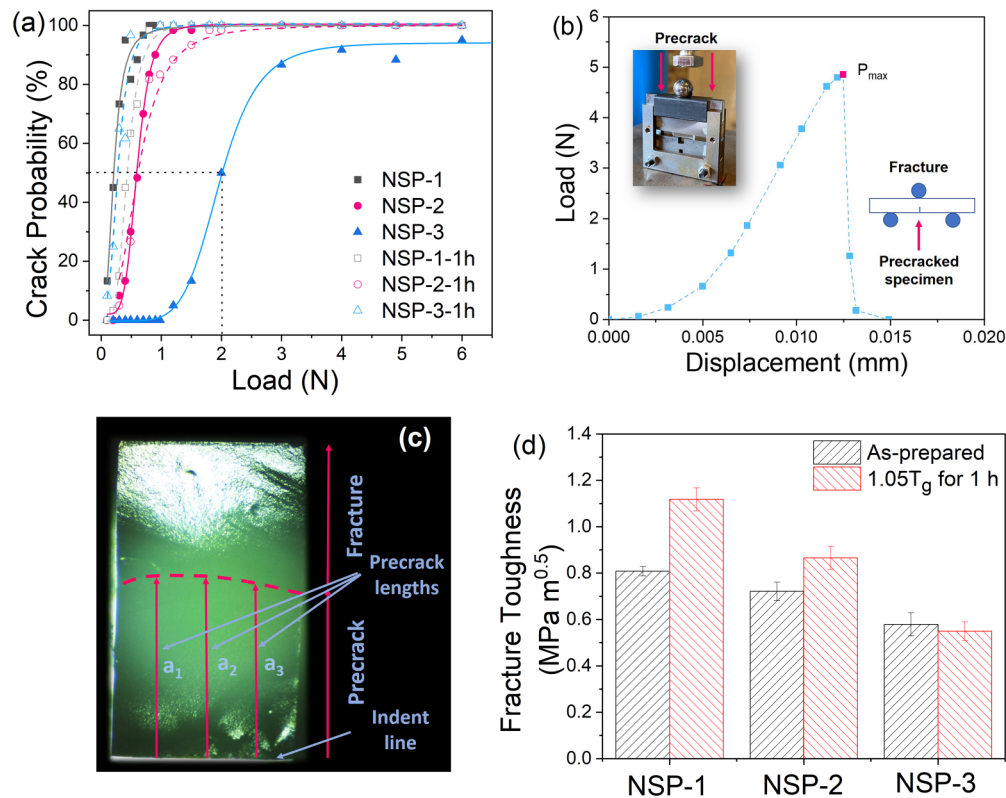 (a)
Crack Probability (%)
100
80
60
40
20
0
0
1
2
3
4
5
6
Load (N)
NSP-1
NSP-2
NSP-3
NSP-1-1h
NSP-2-1h
NSP-3-1h
(b)
Load (N)
6
5
4
3
2
1
0
0.000
0.005
0.010
0.015
0.020
Displacement (mm)
Precrack
Pmax
Fracture
Precracked
specimen
(c)
Fracture
Precrack
lengths
Precrack
a1
a2
a3
Indent
line
(d)
Fracture Toughness
(MPa m^0.5)
1.4
1.2
1.0
0.8
0.6
0.4
0.2
0.0
As-prepared
1.05Tg for 1 h
NSP-1
NSP-2
NSP-3